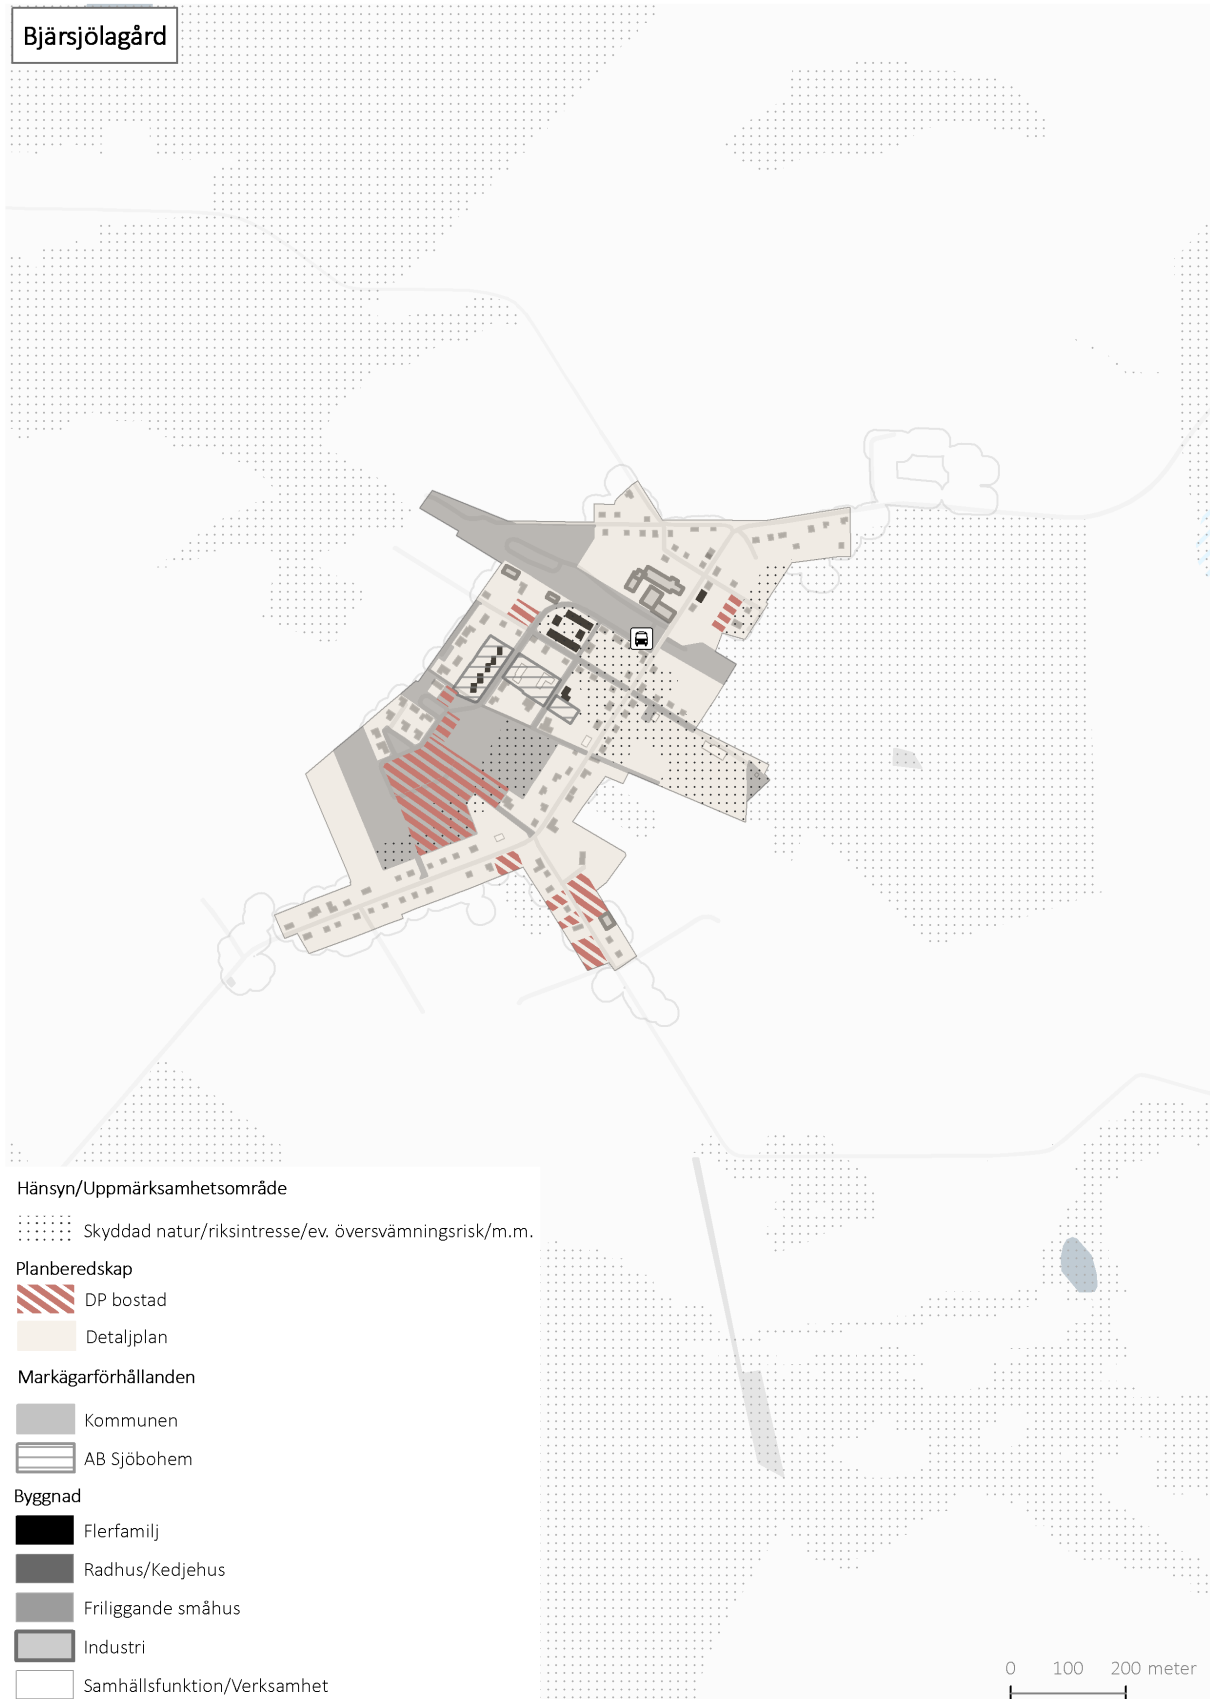 Bjärsjölagård
Hänsyn/Uppmärksamhetsområde
Skyddad natur/riksintresse/ev. översvämningsrisk/m.m.
Planberedskap
DP bostad
Detaljplan
Markägarförhållanden
Kommunen
AB Sjöbohem
Byggnad
Flerfamilj
Radhus/Kedjehus
Friliggande småhus
Industri
Samhällsfunktion/Verksamhet
0 100 200 meter